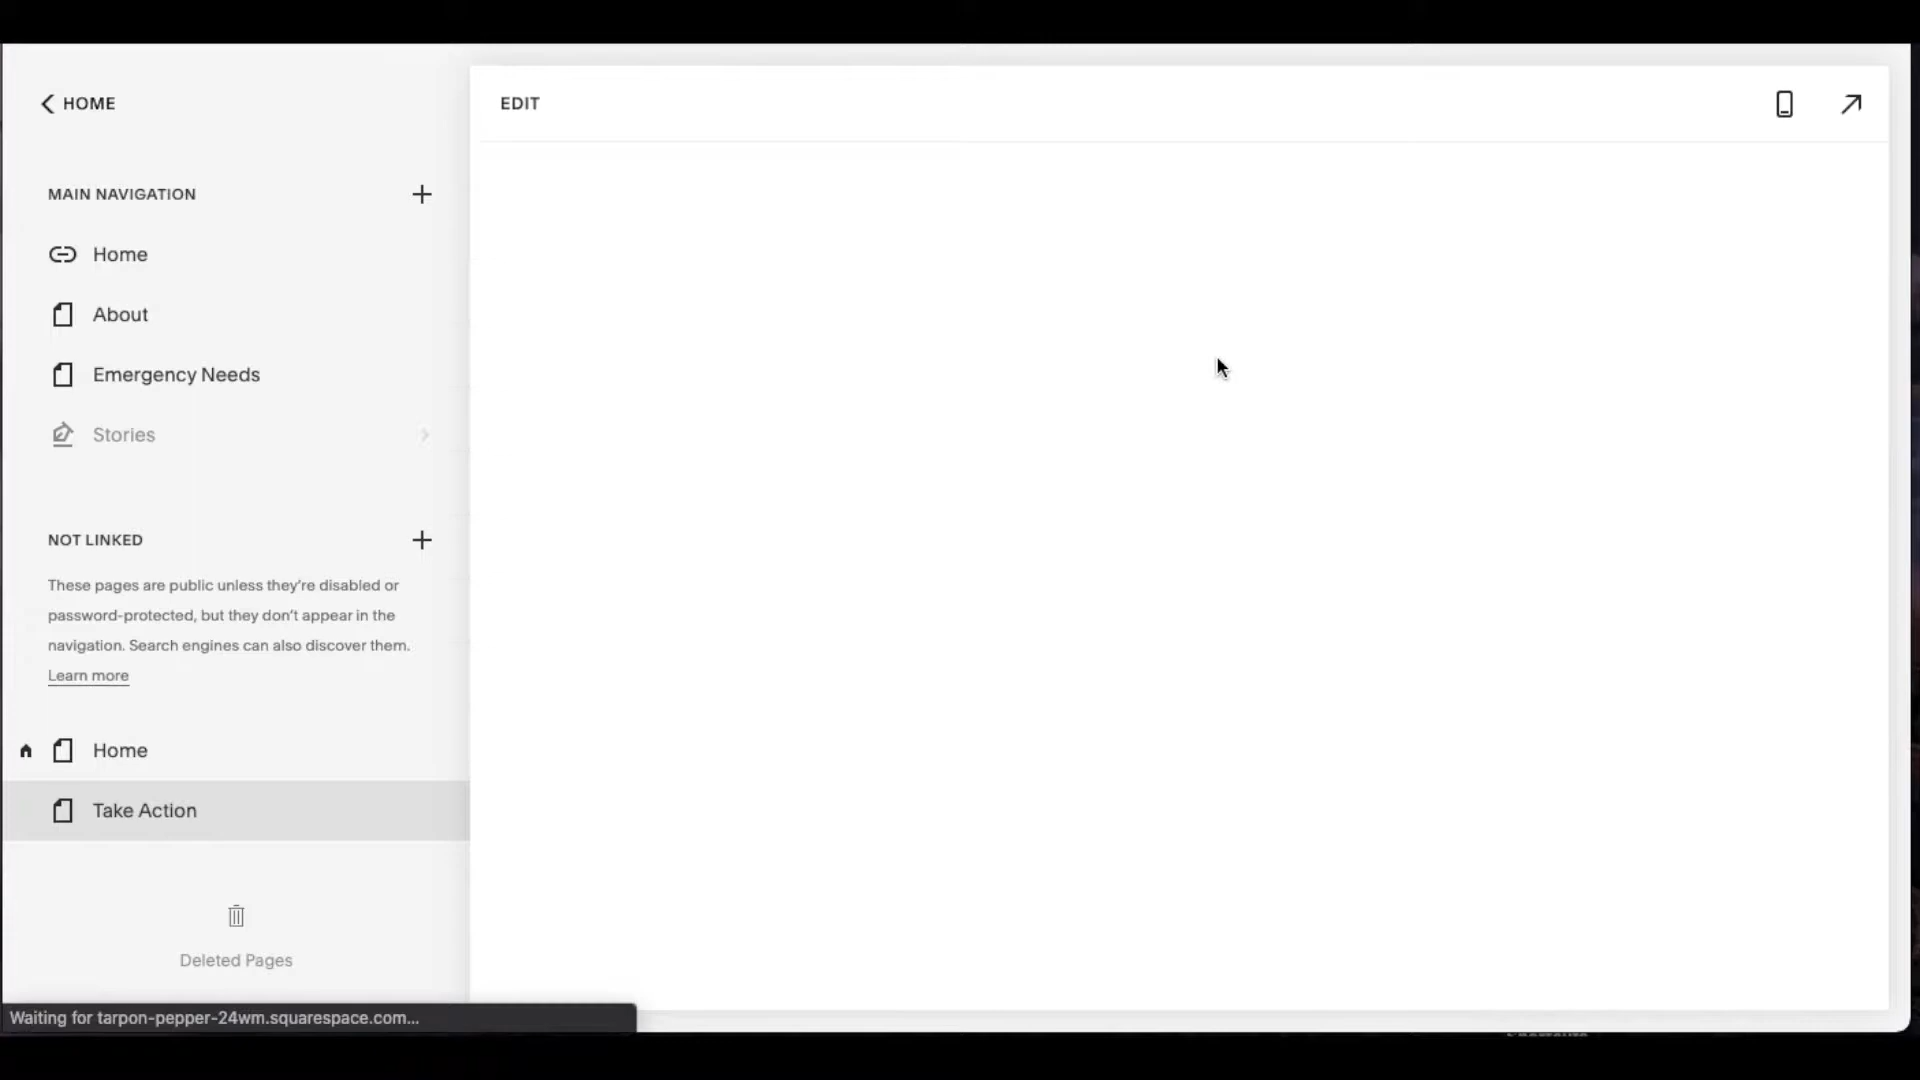 HOME
EDIT
MAIN NAVIGATION
Home
About
Emergency Needs
Stories
NOT LINKED
These pages are public unless they're disabled or
password-protected, but they don't appear in the
navigation. Search engines can also discover them.
Learn more
Home
Take Action
Deleted Pages
Waiting for tarpon-pepper-24wm.squarespace.com...